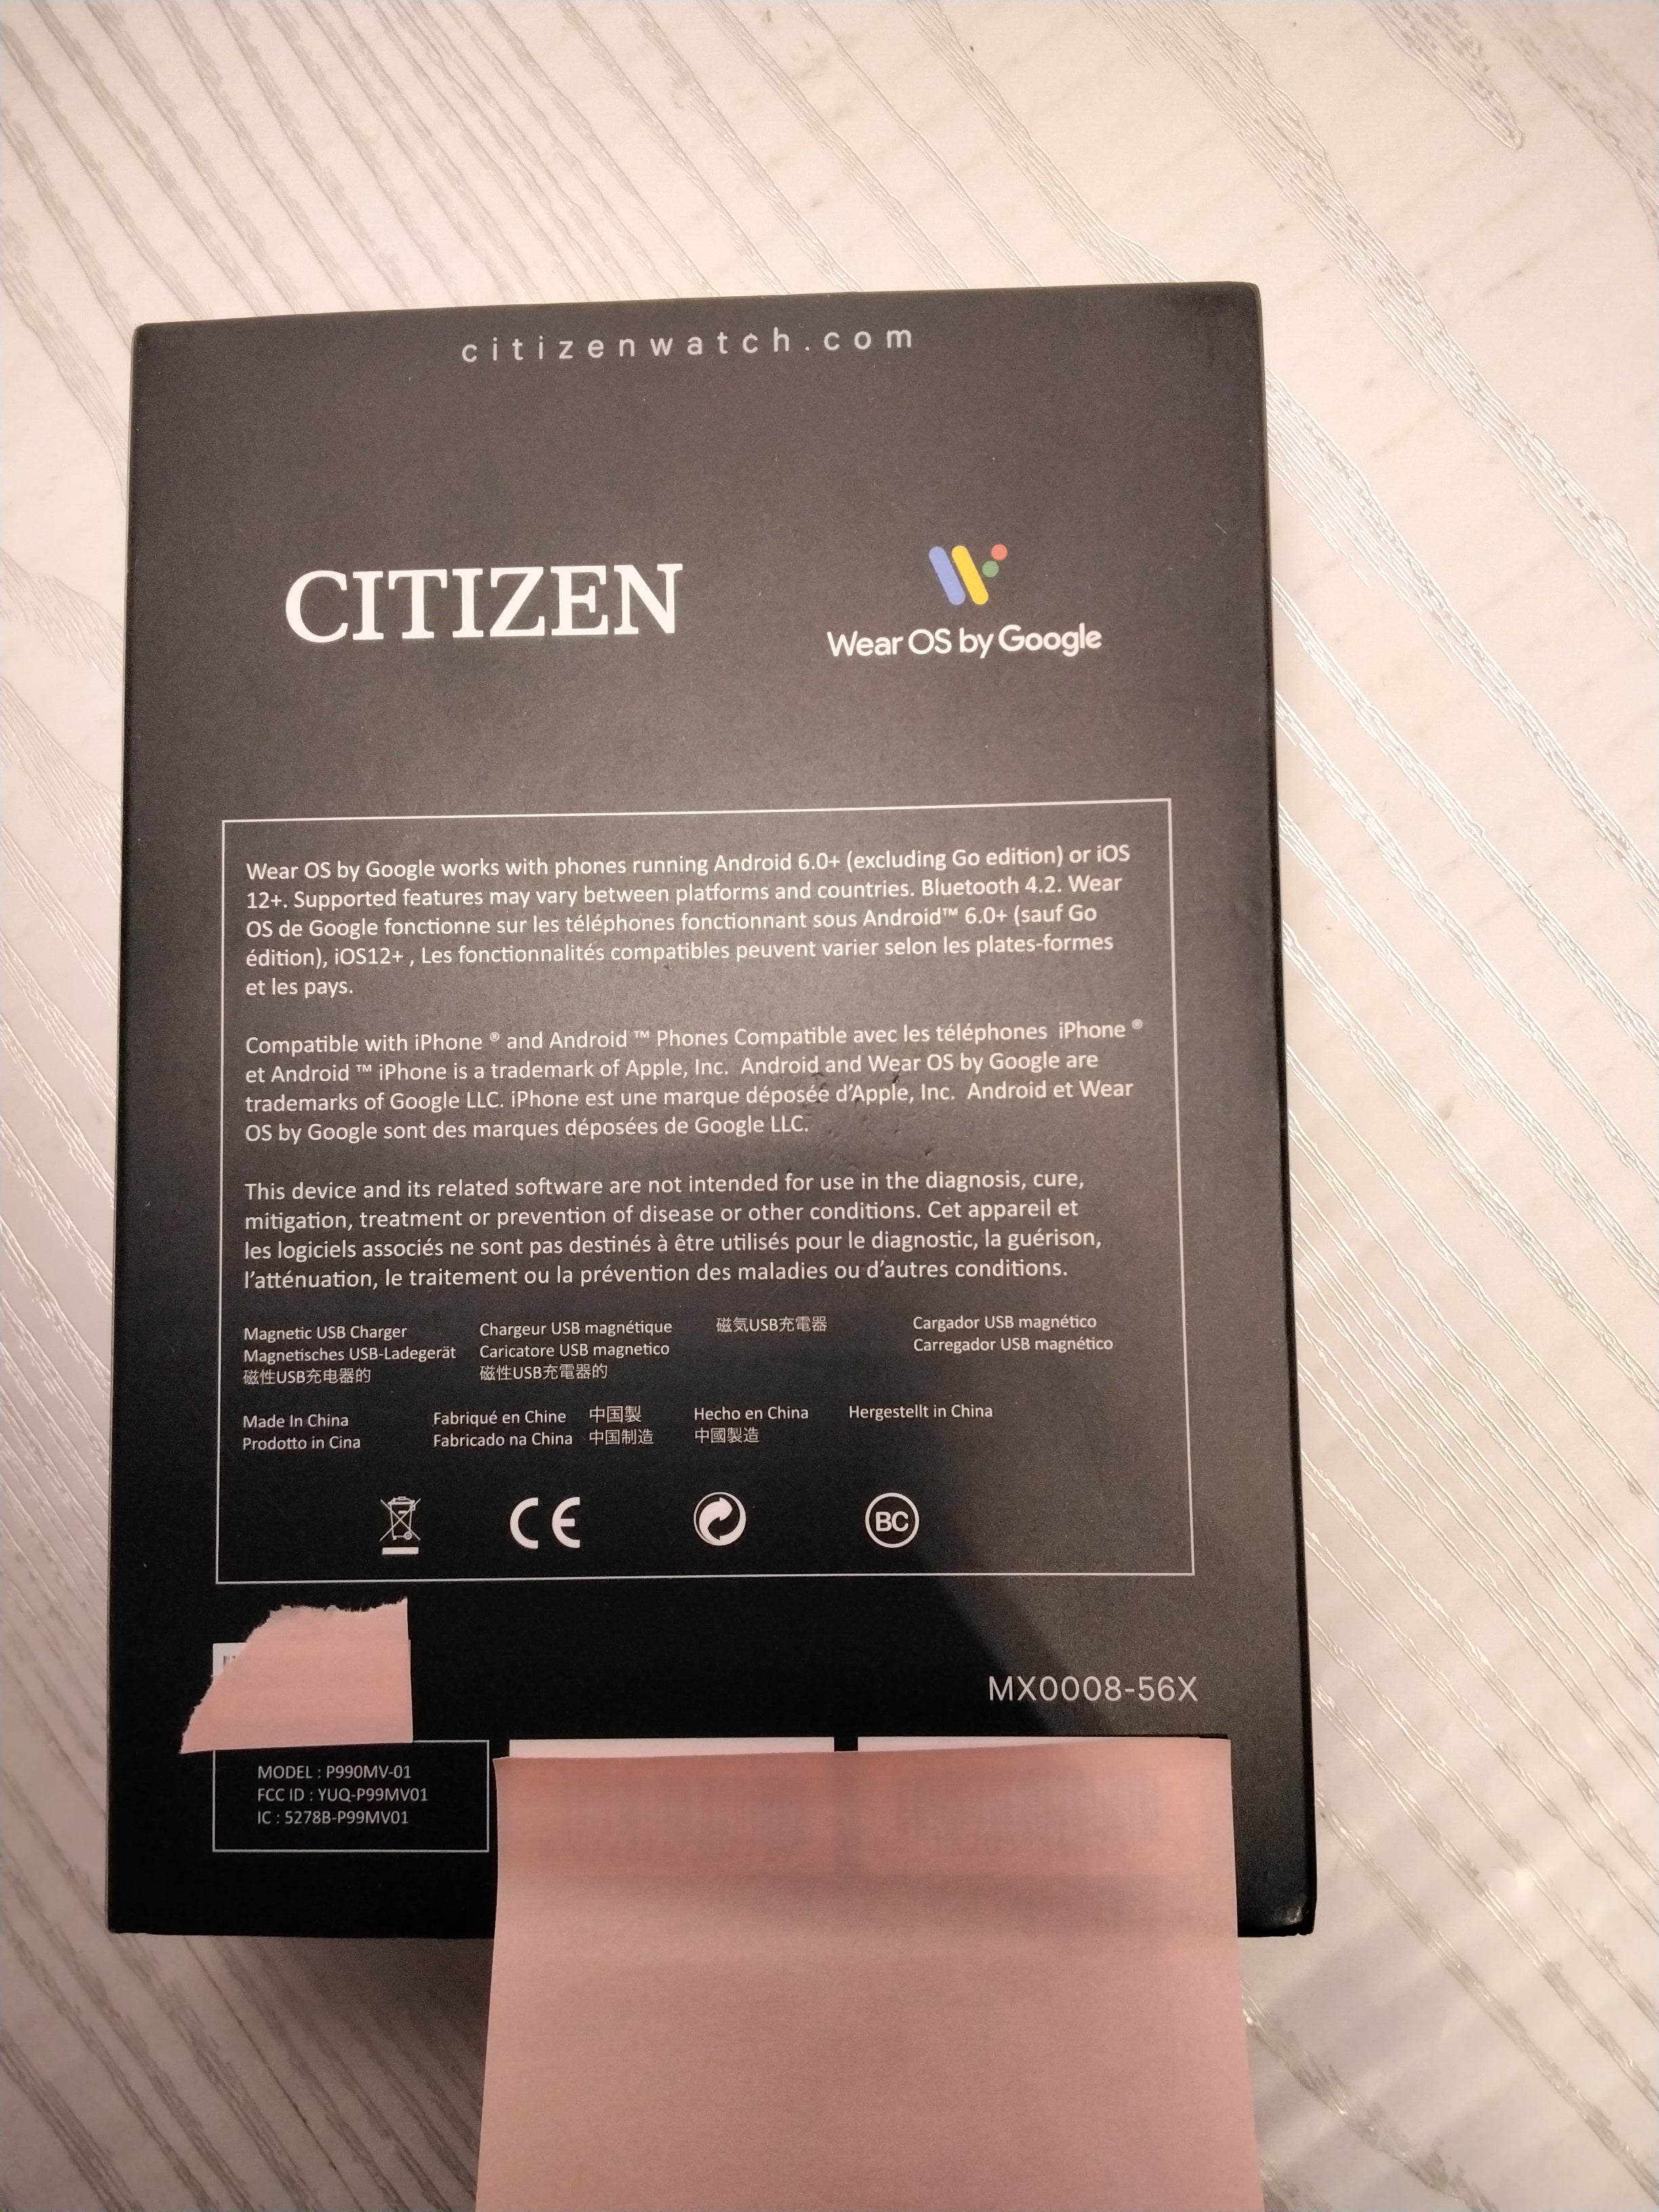 citizenwatch.com
CITIZEN
Wear OS by Google
Wear OS by Google works with phones running Android 6.0+ (excluding Go edition) or iOS
12+. Supported features may vary between platforms and countries. Bluetooth 4.2. Wear
OS de Google fonctionne sur les téléphones fonctionnant sous Android™ 6.0+ (sauf Go
édition), iOS12+ , Les fonctionnalités compatibles peuvent varier selon les plates-formes
et les pays.
Compatible with iPhone ® and Android ™ Phones Compatible avec les téléphones iPhone ®
et Android ™ iPhone is a trademark of Apple, Inc. Android and Wear OS by Google are
trademarks of Google LLC. iPhone est une marque déposée d’Apple, Inc. Android et Wear
OS by Google sont des marques déposées de Google LLC.
This device and its related software are not intended for use in the diagnosis, cure,
mitigation, treatment or prevention of disease or other conditions. Cet appareil et
les logiciels associés ne sont pas destinés à être utilisés pour le diagnostic, la guérison,
l’atténuation, le traitement ou la prévention des maladies ou d’autres conditions.
Magnetic USB Charger
Magnetisches USB-Ladegerät
磁性USB充电器的
Chargeur USB magnétique
Caricatore USB magnetico
磁性USB充電器的
磁気USB充電器
Cargador USB magnético
Carregador USB magnético
Made In China
Prodotto in Cina
Fabriqué en Chine
Fabricado na China
中国製
中国制造
Hecho en China
中國製造
Hergestellt in China
CE
BC
MX0008-56X
MODEL : P990MV-01
FCC ID : YUQ-P99MV01
IC : 5278B-P99MV01